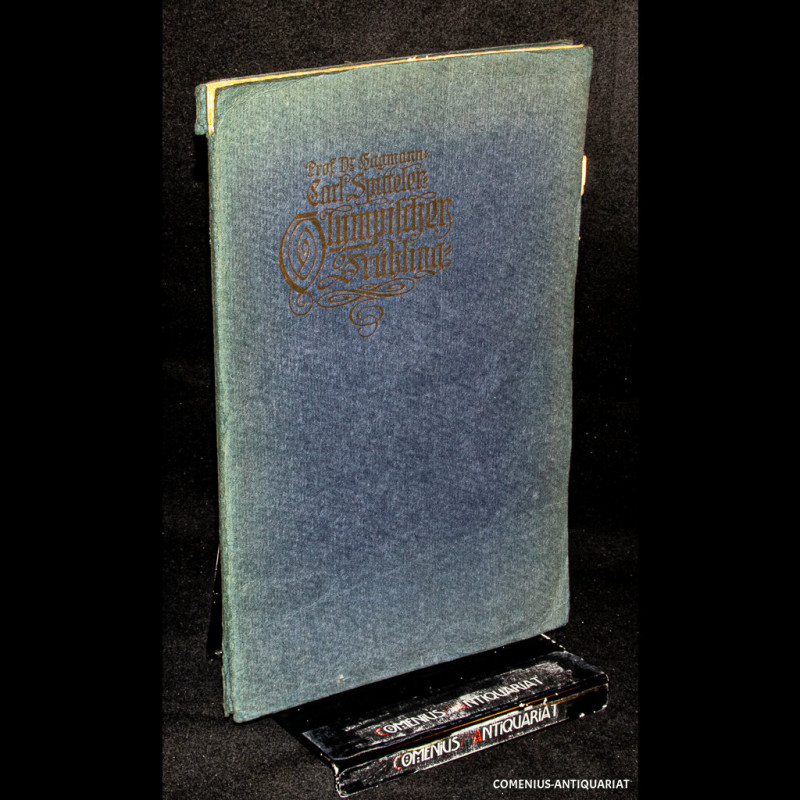 Prof. Dr. Hagmann:
Carl Spitteler:
Olympischer
Frühling:
COMENIUS-ANTIQUARIAT
COMENIUS-ANTIQUARIAT
COMENIUS-ANTIQUARIAT